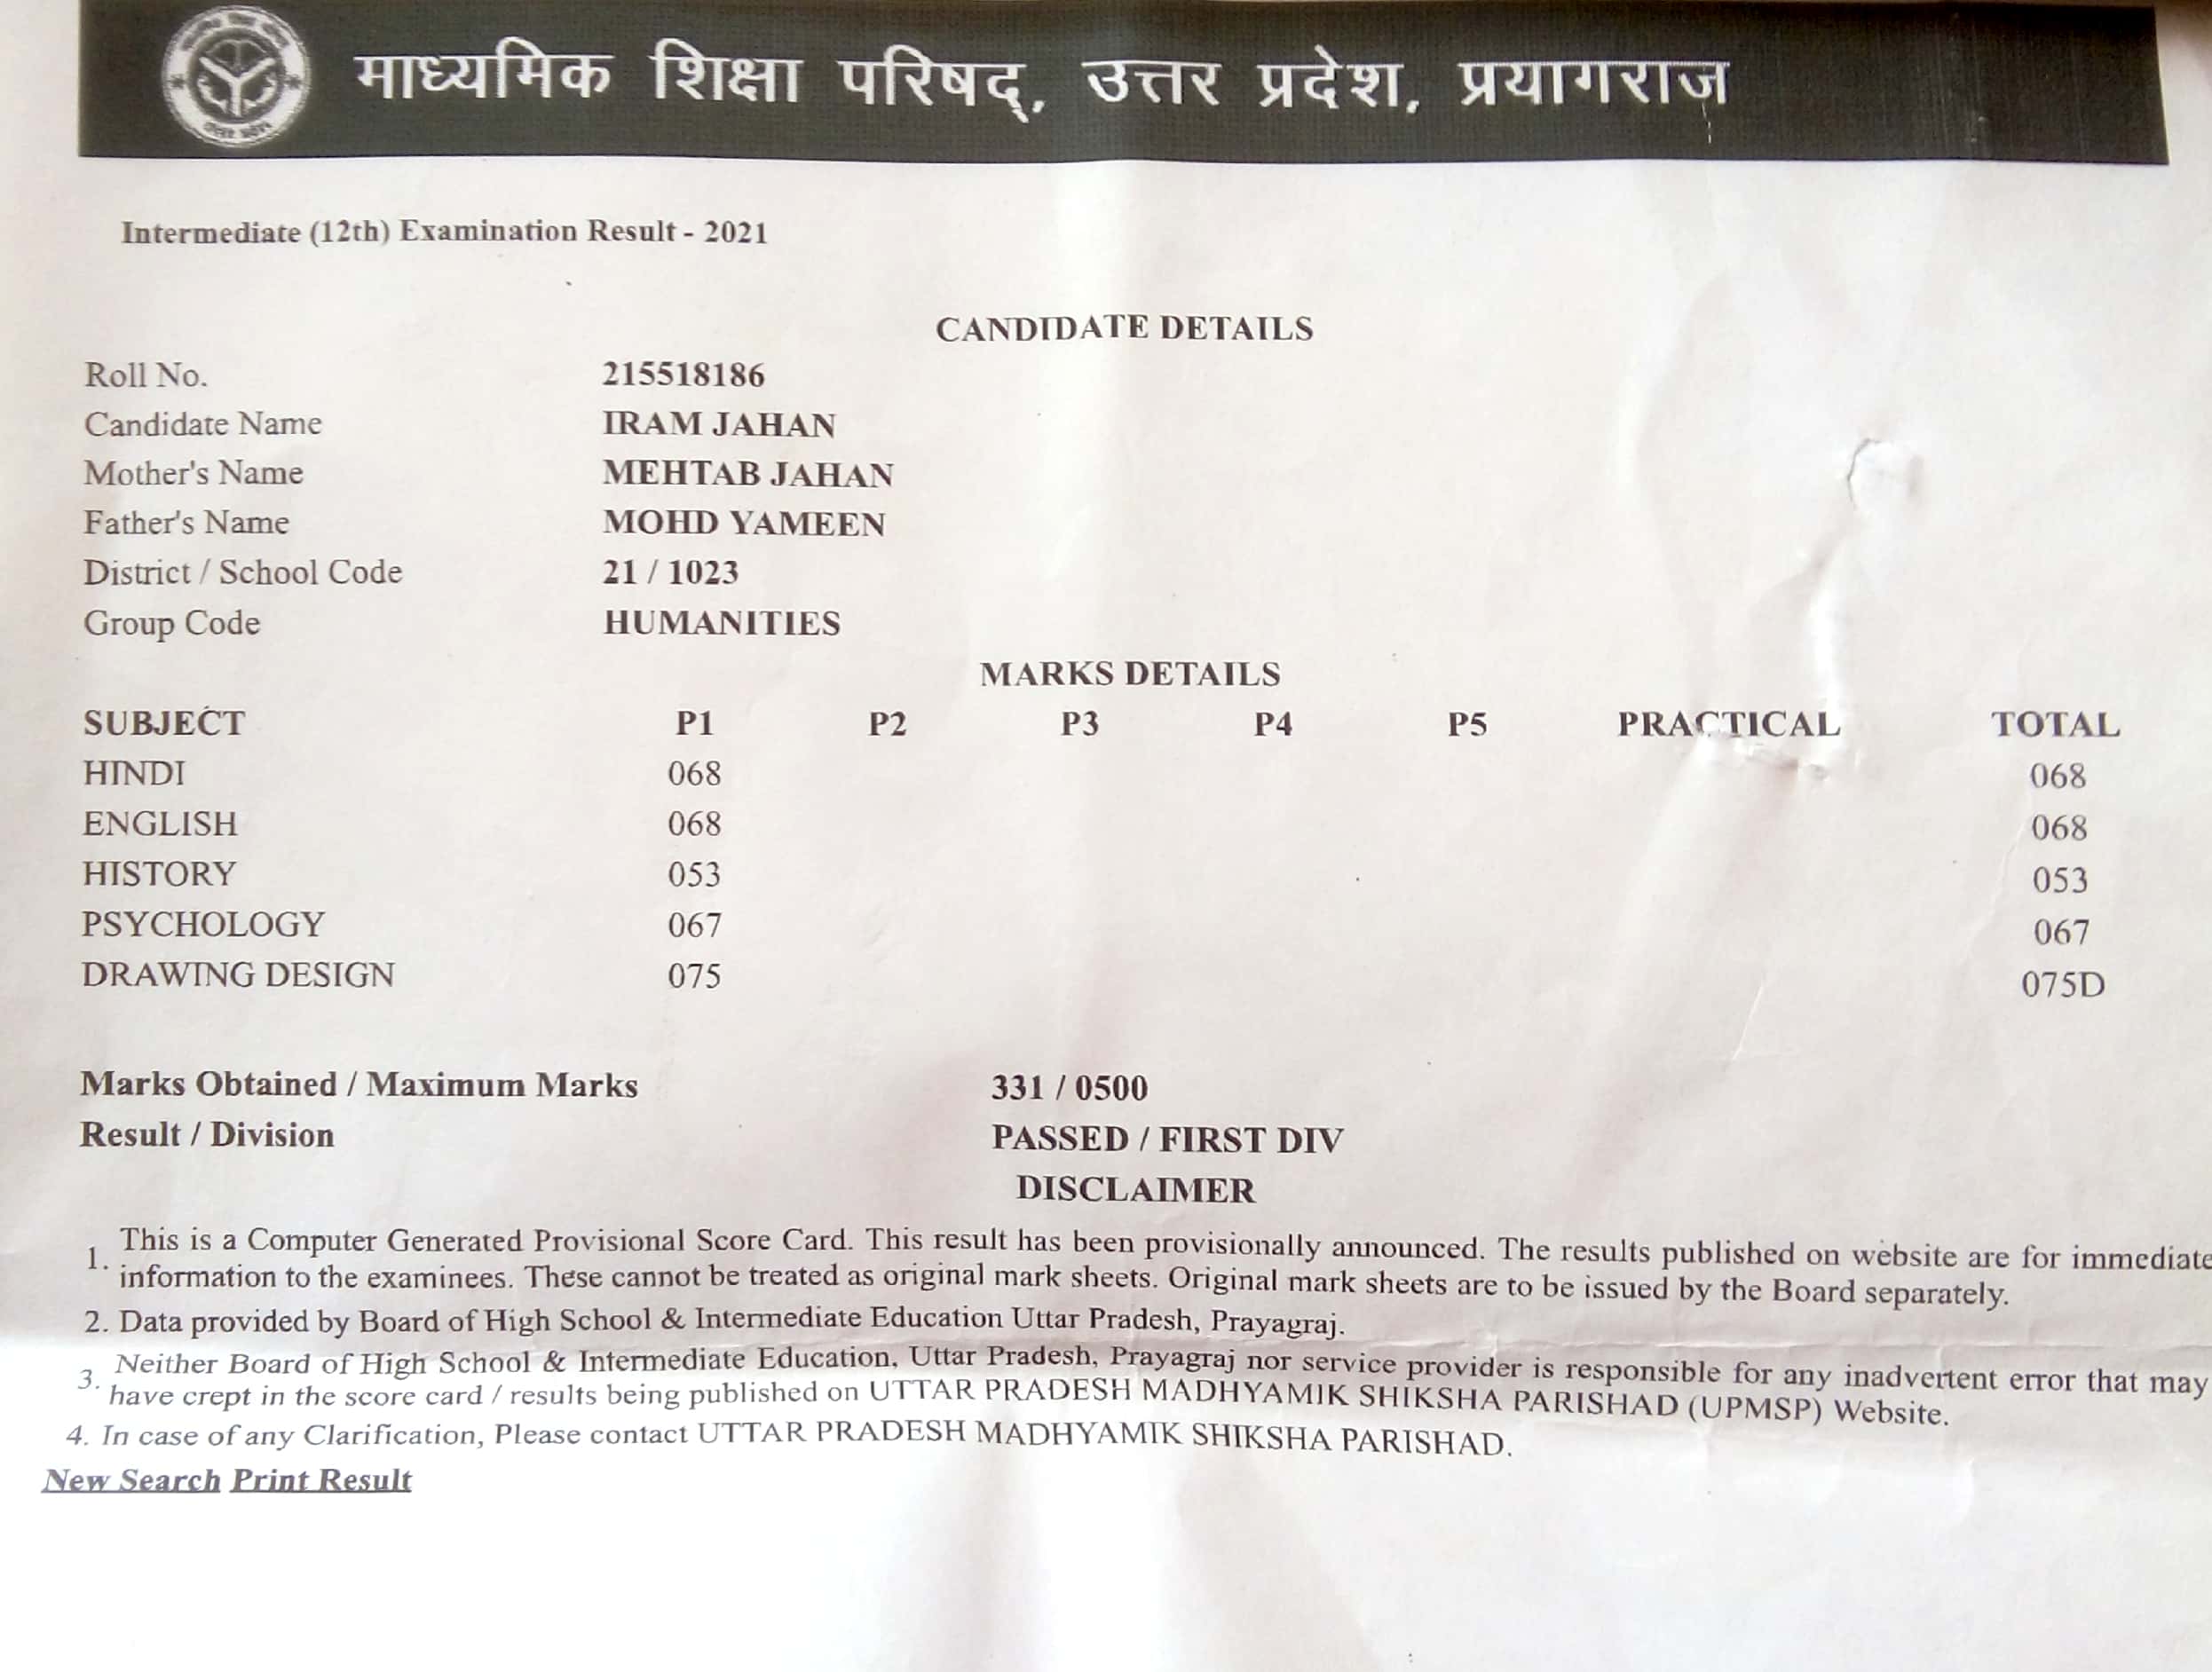 माध्यमिक शिक्षा परिषद्, उत्तर प्रदेश, प्रयागराज
Intermediate (12th) Examination Result - 2021
CANDIDATE DETAILS
Roll No. 215518186
Candidate Name IRAM JAHAN
Mother's Name MEHTAB JAHAN
Father's Name MOHD YAMEEN
District / School Code 21 / 1023
Group Code HUMANITIES
MARKS DETAILS
SUBJECT P1 P2 P3 P4 P5 PRACTICAL TOTAL
HINDI 068 068
ENGLISH 068 068
HISTORY 053 053
PSYCHOLOGY 067 067
DRAWING DESIGN 075 075D
Marks Obtained / Maximum Marks 331 / 0500
Result / Division PASSED / FIRST DIV
DISCLAIMER
1. This is a Computer Generated Provisional Score Card. This result has been provisionally announced. The results published on website are for immediate
information to the examinees. These cannot be treated as original mark sheets. Original mark sheets are to be issued by the Board separately.
2. Data provided by Board of High School & Intermediate Education Uttar Pradesh, Prayagraj.
3. Neither Board of High School & Intermediate Education, Uttar Pradesh, Prayagraj nor service provider is responsible for any inadvertent error that may
have crept in the score card / results being published on UTTAR PRADESH MADHYAMIK SHIKSHA PARISHAD (UPMSP) Website.
4. In case of any Clarification, Please contact UTTAR PRADESH MADHYAMIK SHIKSHA PARISHAD.
New Search Print Result